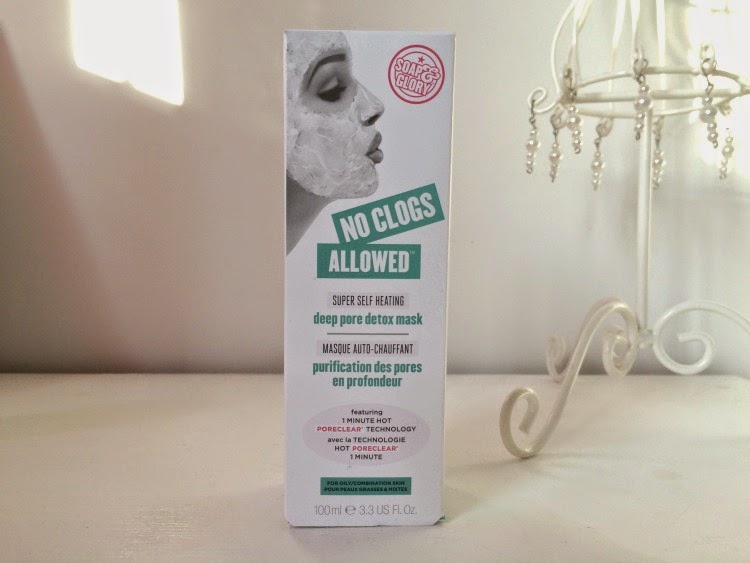 SOAP &
GLORY
NO CLOGS
ALLOWED™
SUPER SELF HEATING
deep pore detox mask
MASQUE AUTO-CHAUFFANT
purification des pores
en profondeur
featuring
1 MINUTE HOT
PORECLEAR* TECHNOLOGY
avec la TECHNOLOGIE
HOT PORECLEAR*
1 MINUTE
FOR OILY/COMBINATION SKIN
POUR PEAUX GRASSES & MIXTES
100ml ℮ 3.3 US Fl. Oz.